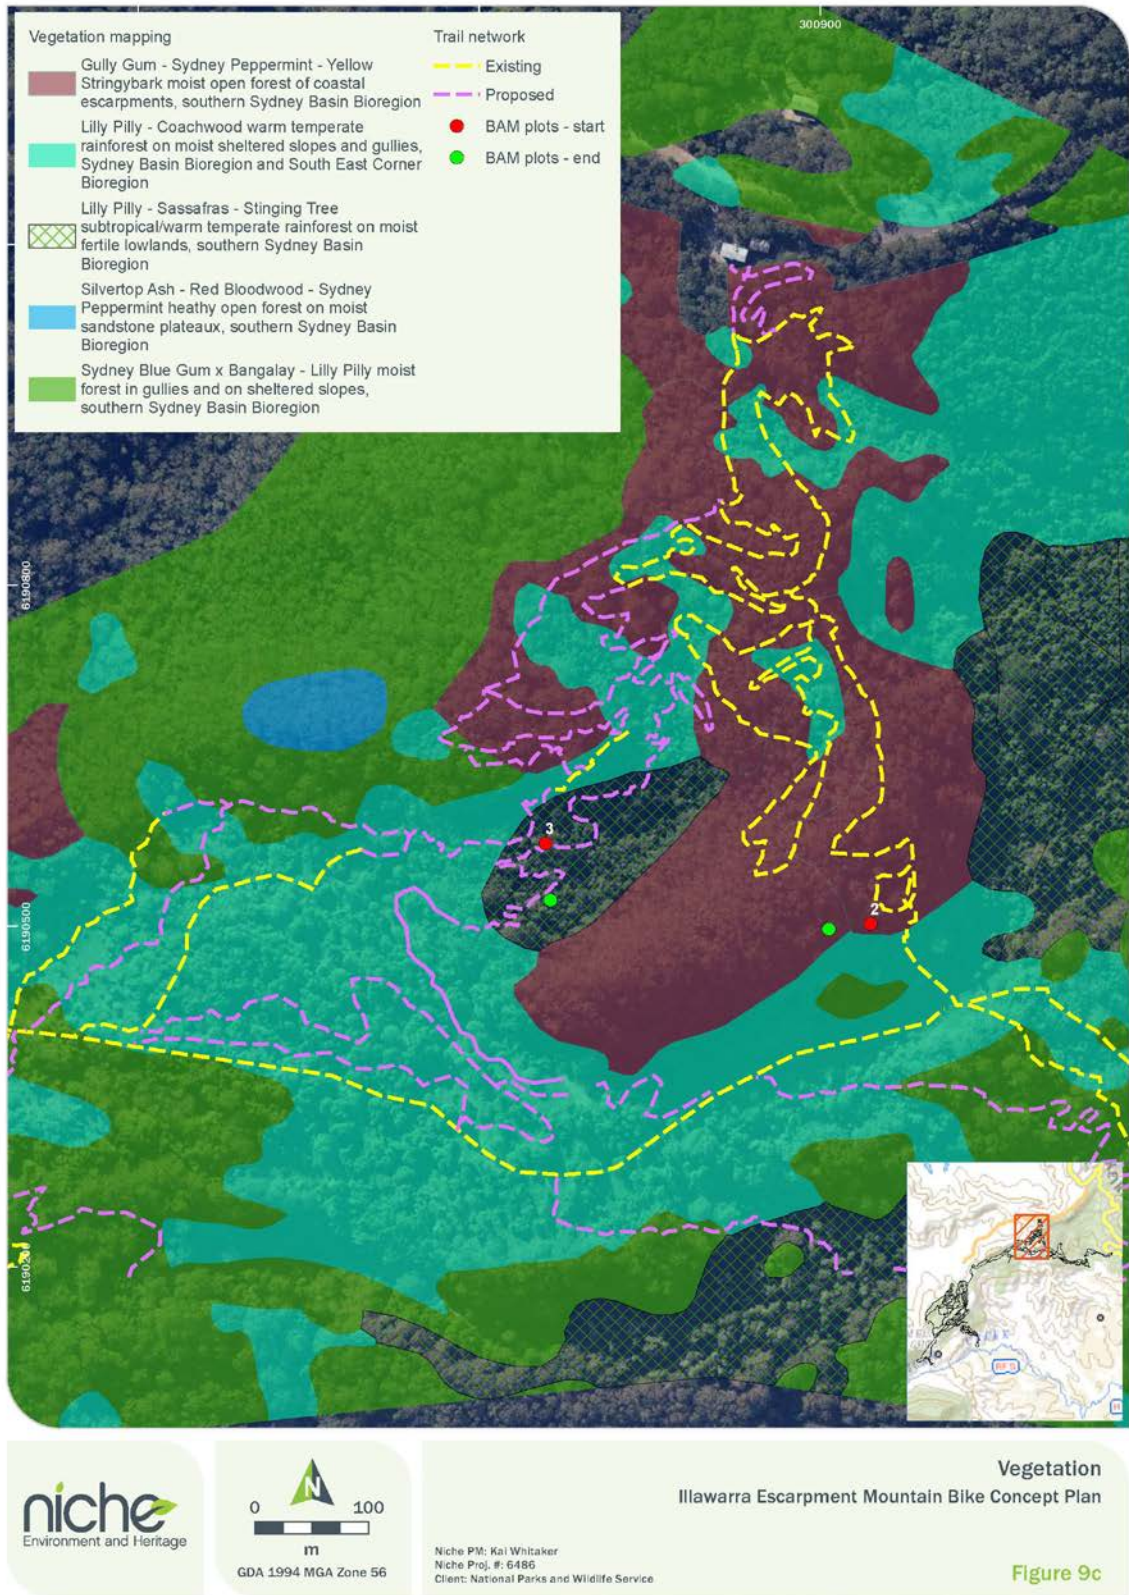 Vegetation mapping
Gully Gum - Sydney Peppermint - Yellow
Stringybark moist open forest of coastal
escarpments, southern Sydney Basin Bioregion
Lilly Pilly - Coachwood warm temperate
rainforest on moist sheltered slopes and gullies,
Sydney Basin Bioregion and South East Corner
Bioregion
Lilly Pilly - Sassafras - Stinging Tree
subtropical/warm temperate rainforest on moist
fertile lowlands, southern Sydney Basin
Bioregion
Silvertop Ash - Red Bloodwood - Sydney
Peppermint heathy open forest on moist
sandstone plateaux, southern Sydney Basin
Bioregion
Sydney Blue Gum x Bangalay - Lilly Pilly moist
forest in gullies and on sheltered slopes,
southern Sydney Basin Bioregion
Trail network
Existing
Proposed
BAM plots - start
BAM plots - end
300900
6190800
3
2
6190500
6190200
niche
Environment and Heritage
N
0 100
m
GDA 1994 MGA Zone 56
Niche PM: Kai Whitaker
Niche Proj. #: 6486
Client: National Parks and Wildlife Service
Vegetation
Illawarra Escarpment Mountain Bike Concept Plan
Figure 9c